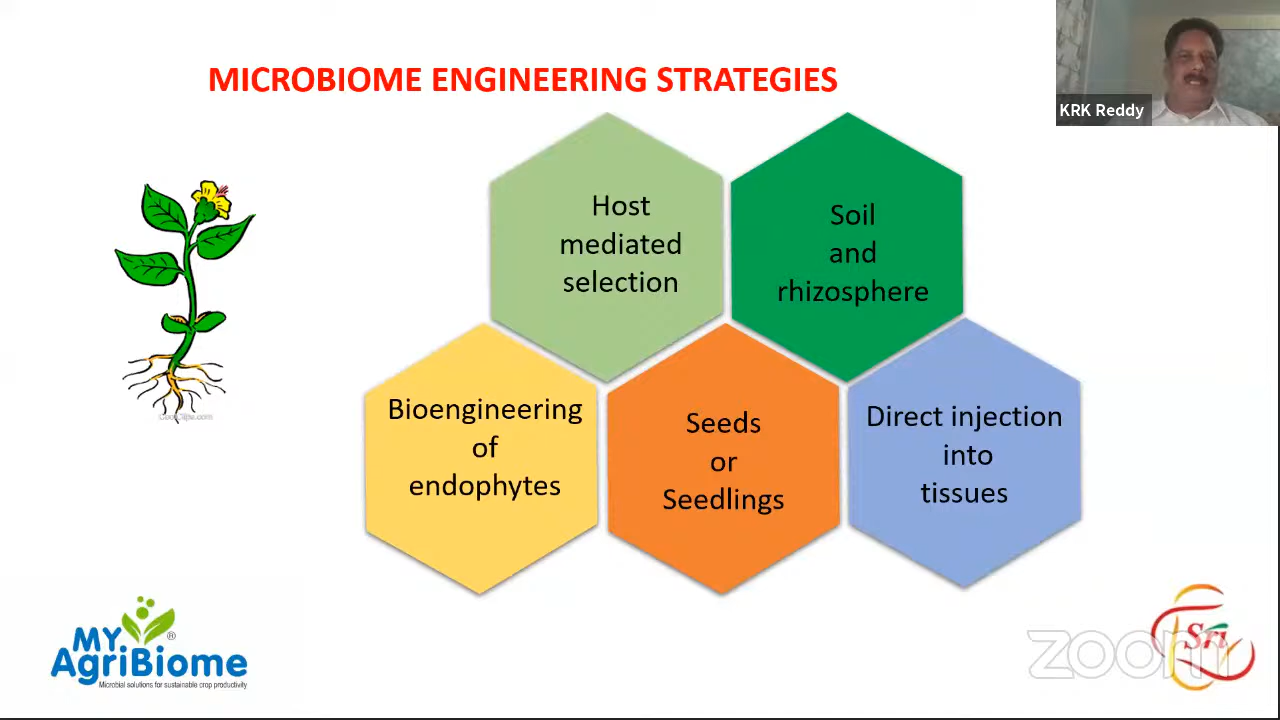 MICROBIOME ENGINEERING STRATEGIES
KRK Reddy
Host
mediated
selection
Soil
and
rhizosphere
Bioengineering
of
endophytes
Seeds
or
Seedlings
Direct injection
into
tissues
MY ®
AgriBiome
Microbial solutions for sustainable crop productivity
zoom
Sri